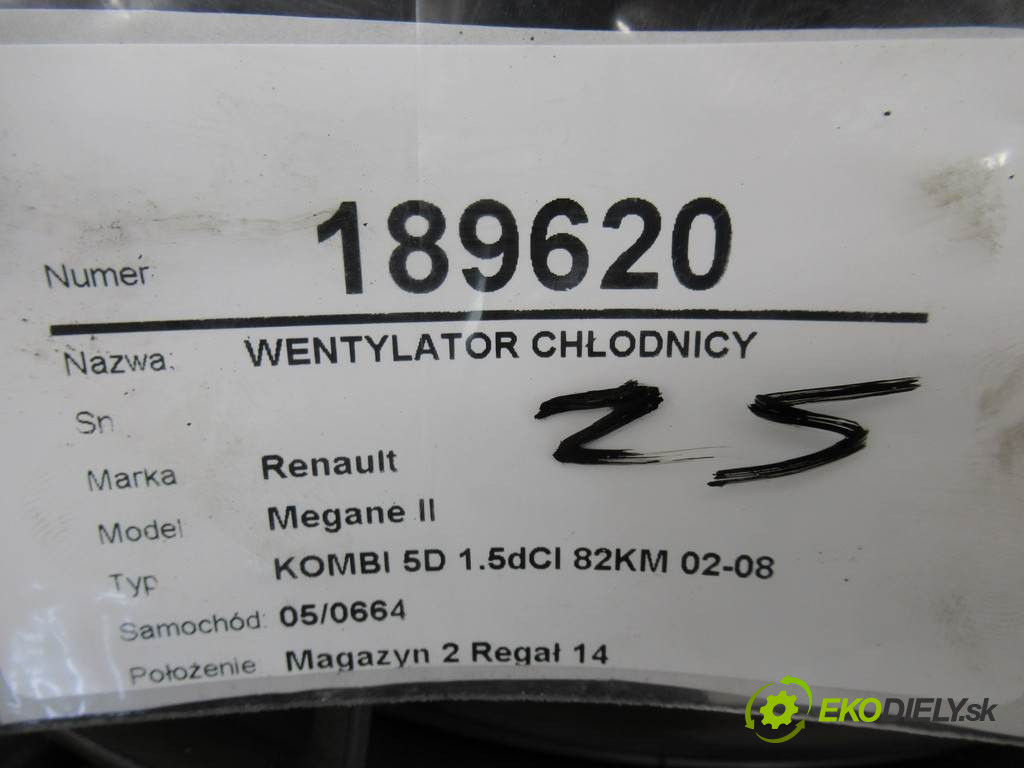 Numer 189620
Nazwa: WENTYLATOR CHŁODNICY
Sn
25
Marka Renault
Model Megane II
Typ KOMBI 5D 1.5dCI 82KM 02-08
Samochód: 05/0664
Położenie Magazyn 2 Regał 14
EKODIELY.sk